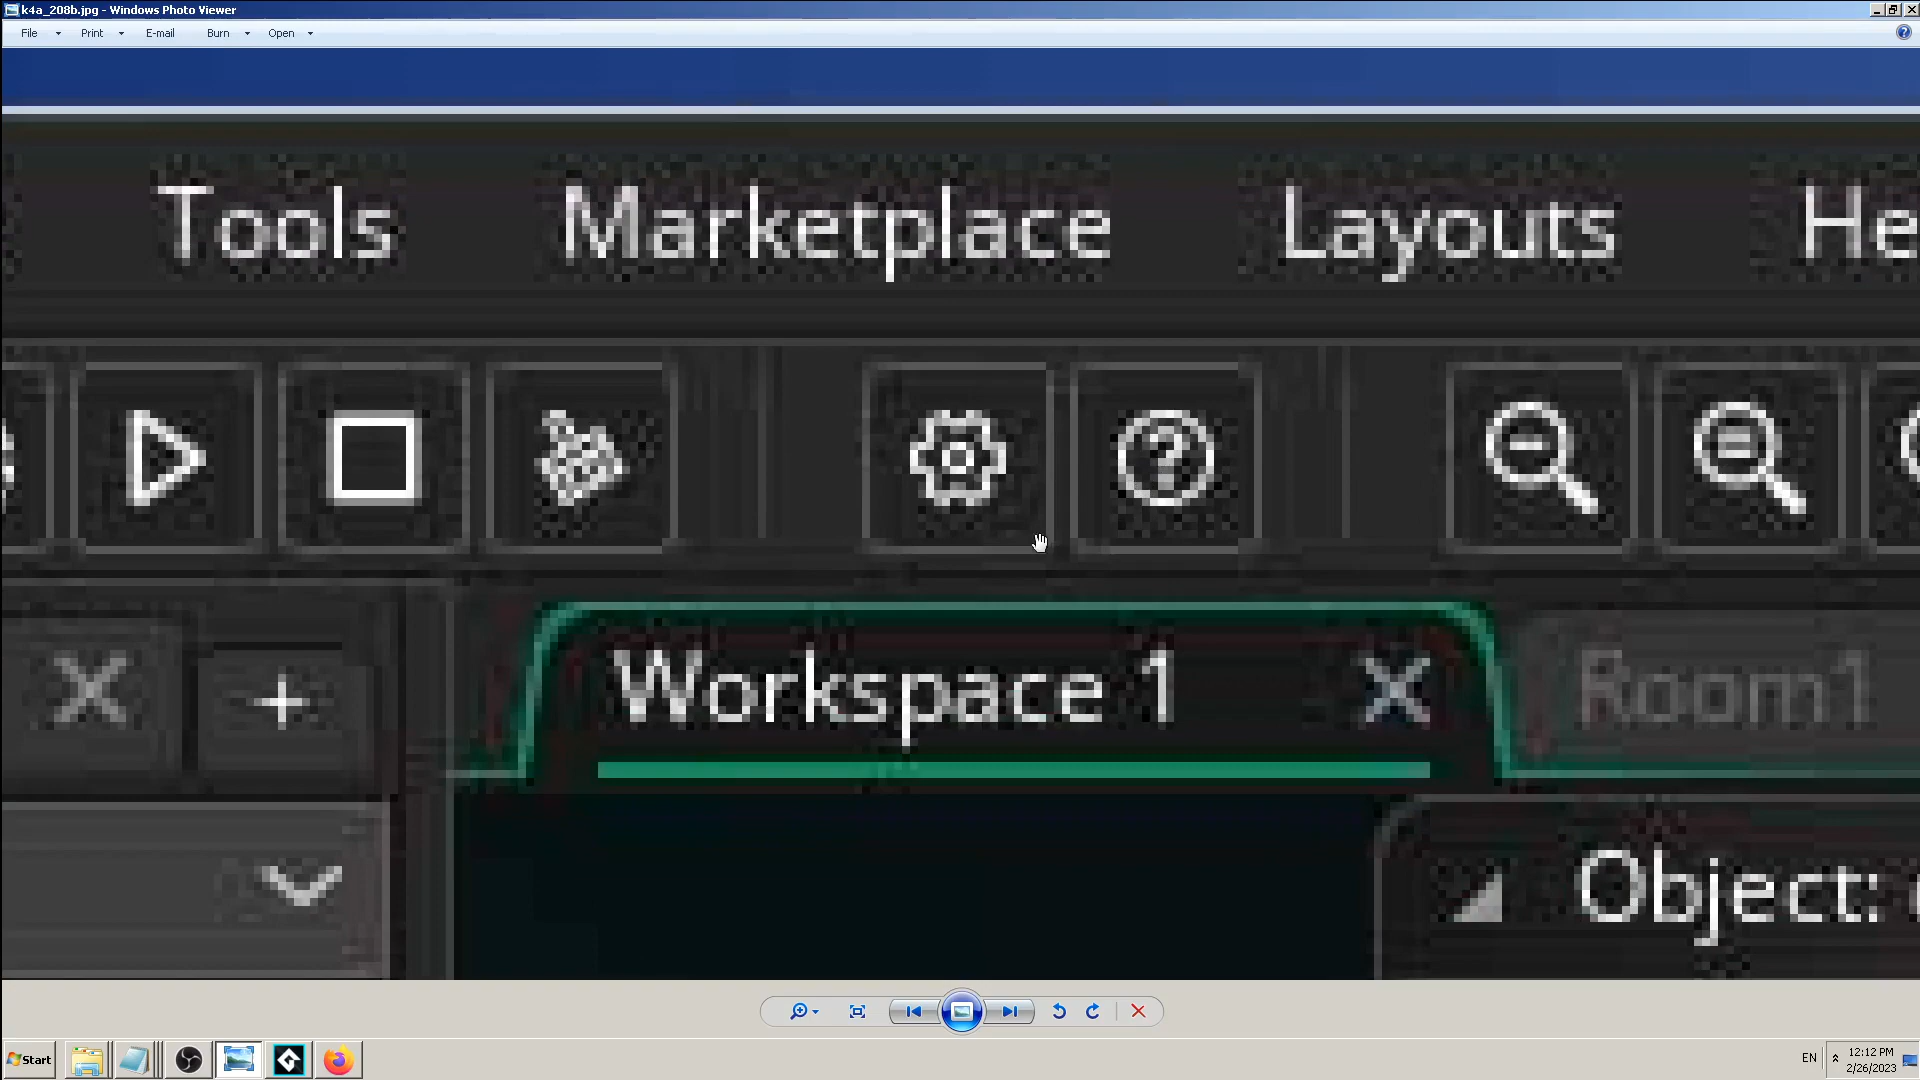 k4a_208b.jpg - Windows Photo Viewer
File Print E-mail Burn Open
Tools Marketplace Layouts He
Workspace 1 Room1
Object:
Start EN 12:12 PM
2/26/2023